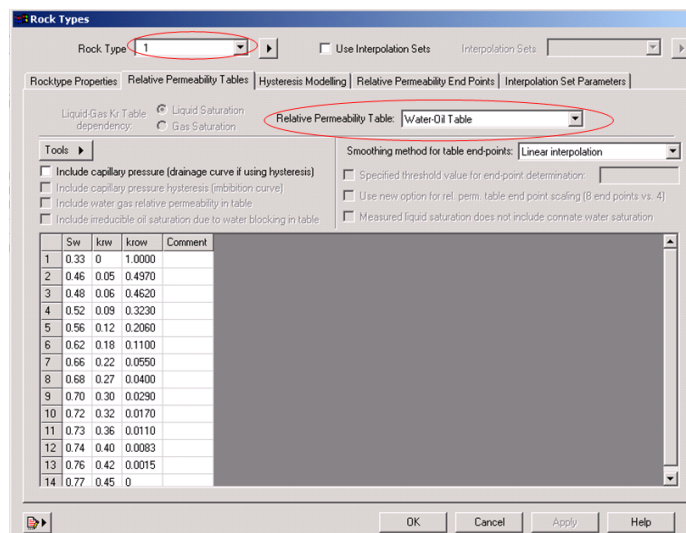 Rock Types
Rock Type 1 Use Interpolation Sets Interpolation Sets
Rocktype Properties Relative Permeability Tables Hysteresis Modelling Relative Permeability End Points Interpolation Set Parameters
Liquid-Gas Kr Table dependency: Liquid Saturation Gas Saturation
Relative Permeability Table: Water-Oil Table
Tools
Smoothing method for table end-points: Linear interpolation
Include capillary pressure (drainage curve if using hysteresis)
Include capillary pressure hysteresis (imbibition curve)
Include water gas relative permeability in table
Include irreducible oil saturation due to water blocking in table
Specified threshold value for end-point determination:
Use new option for rel. perm. table end point scaling (8 end points vs. 4)
Measured liquid saturation does not include connate water saturation
Sw krw krow Comment
1 0.33 0 1.0000
2 0.46 0.05 0.4970
3 0.48 0.06 0.4620
4 0.52 0.09 0.3230
5 0.56 0.12 0.2060
6 0.62 0.18 0.1100
7 0.66 0.22 0.0550
8 0.68 0.27 0.0400
9 0.70 0.30 0.0290
10 0.72 0.32 0.0170
11 0.73 0.36 0.0110
12 0.74 0.40 0.0083
13 0.76 0.42 0.0015
14 0.77 0.45 0
OK Cancel Apply Help